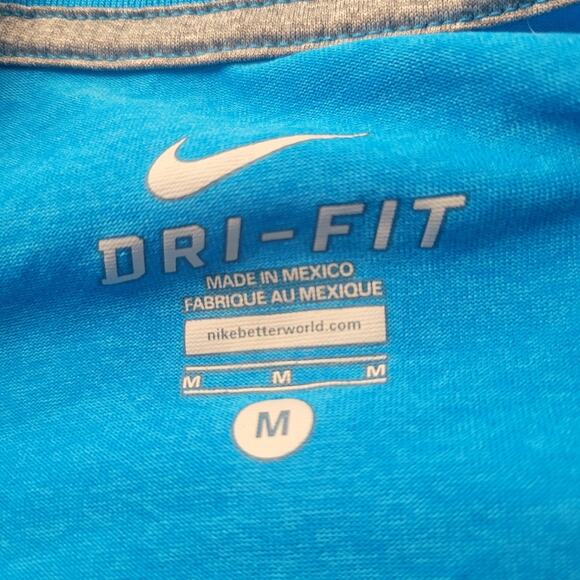 DRI-FIT
MADE IN MEXICO
FABRIQUE AU MEXIQUE
nikebetterworld.com
M M M
M